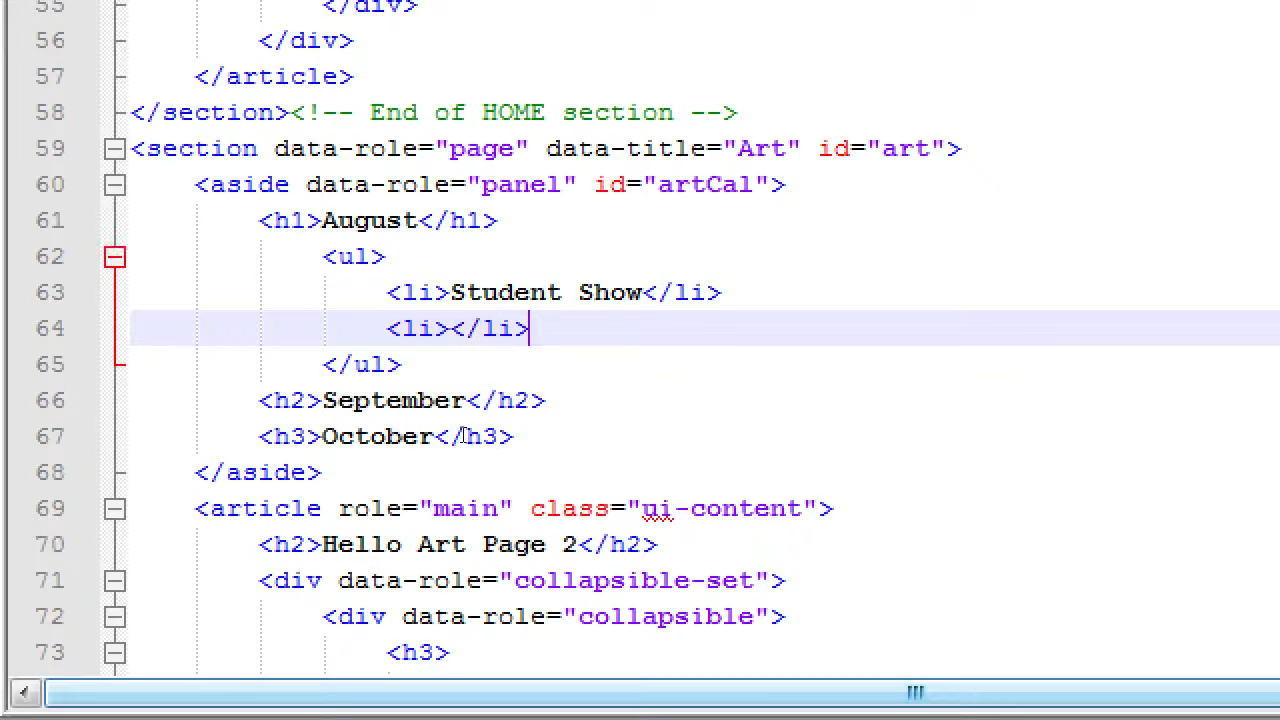 55 </div>
56 </div>
57 </article>
58 </section><!-- End of HOME section -->
59 <section data-role="page" data-title="Art" id="art">
60 <aside data-role="panel" id="artCal">
61 <h1>August</h1>
62 <ul>
63 <li>Student Show</li>
64 <li></li>
65 </ul>
66 <h2>September</h2>
67 <h3>October</h3>
68 </aside>
69 <article role="main" class="ui-content">
70 <h2>Hello Art Page 2</h2>
71 <div data-role="collapsible-set">
72 <div data-role="collapsible">
73 <h3>